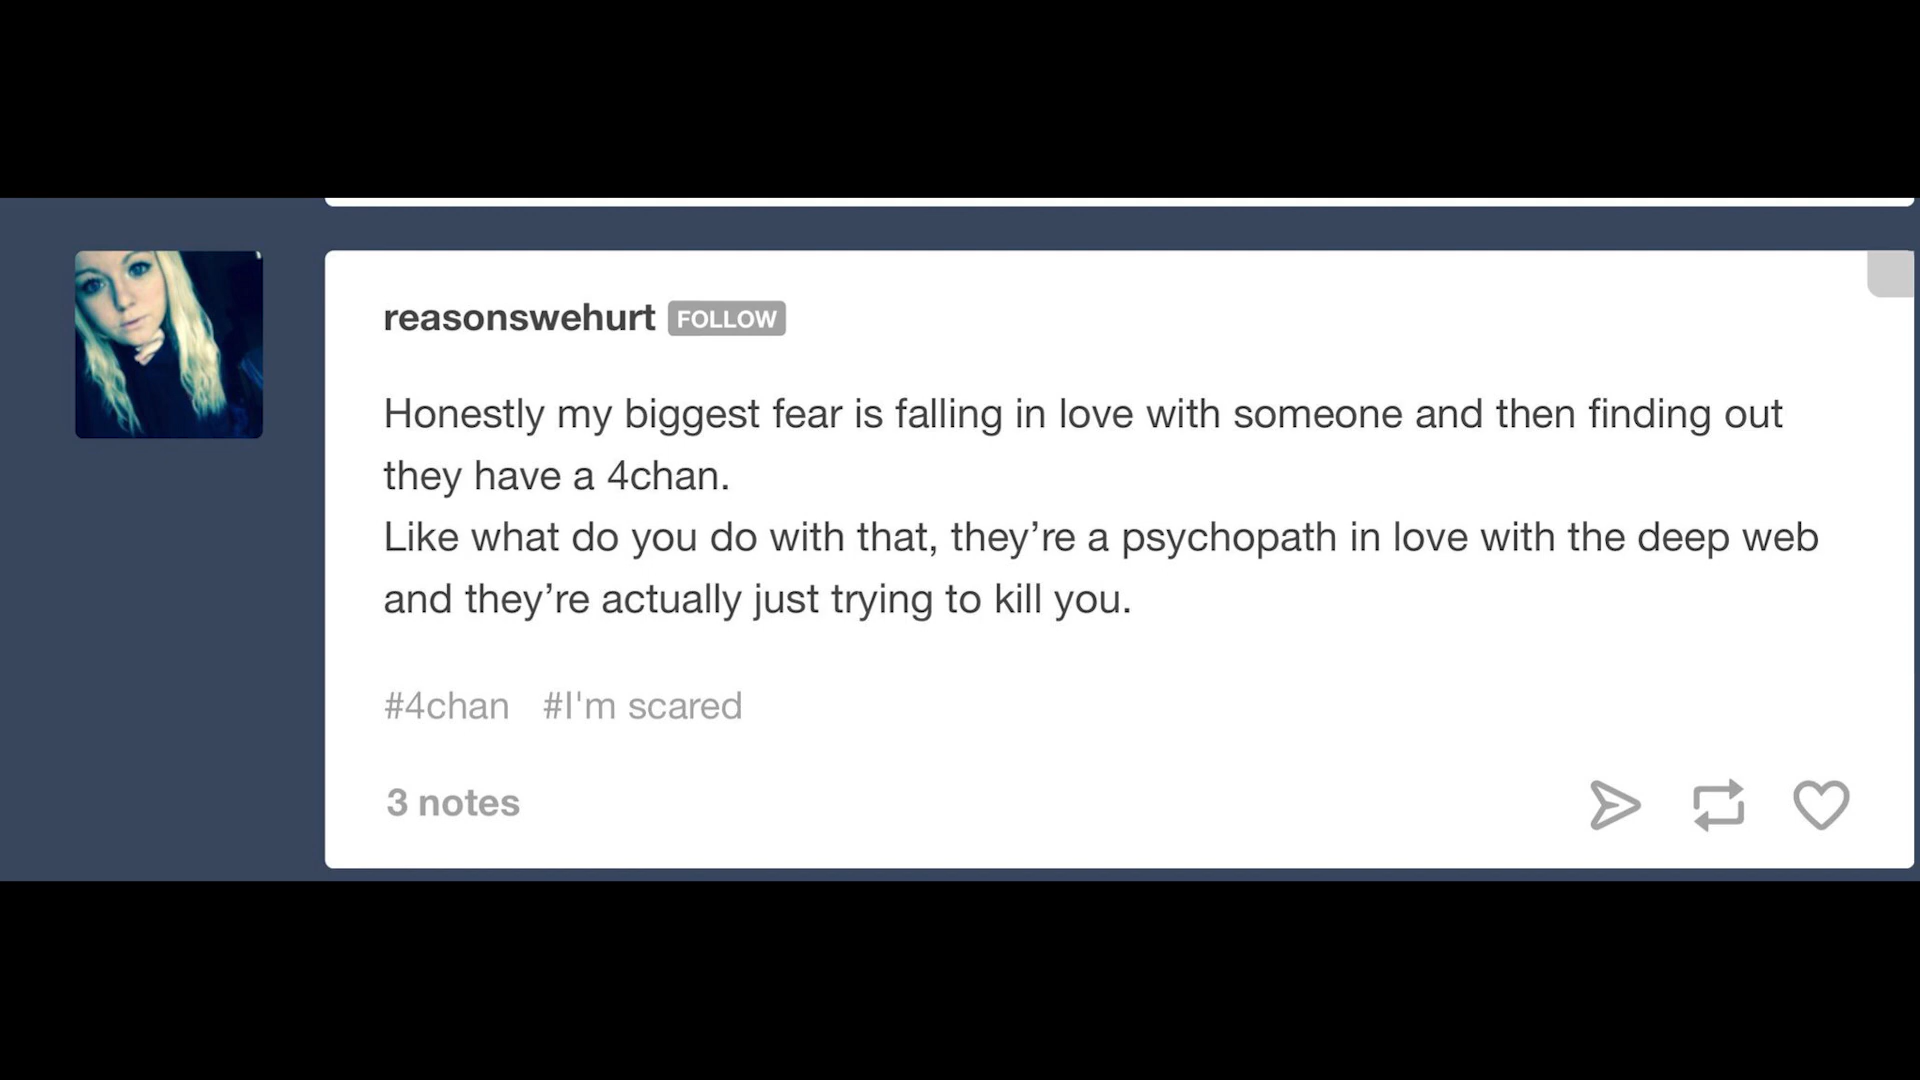 reasonswehurt FOLLOW
Honestly my biggest fear is falling in love with someone and then finding out
they have a 4chan.
Like what do you do with that, they’re a psychopath in love with the deep web
and they’re actually just trying to kill you.
#4chan #I'm scared
3 notes